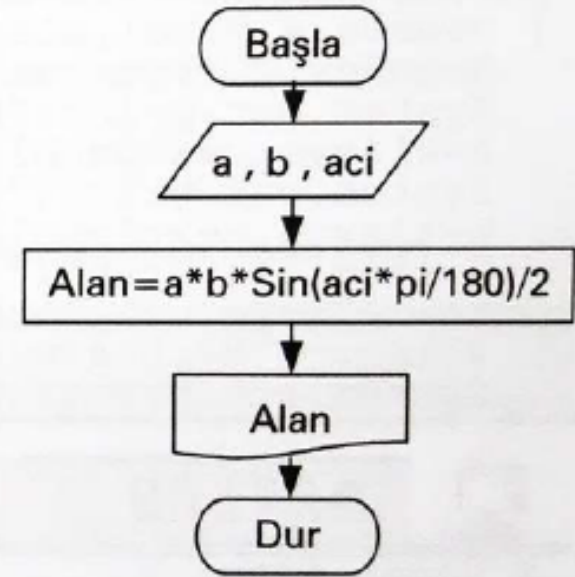 Başla
a , b , aci
Alan=a*b*Sin(aci*pi/180)/2
Alan
Dur